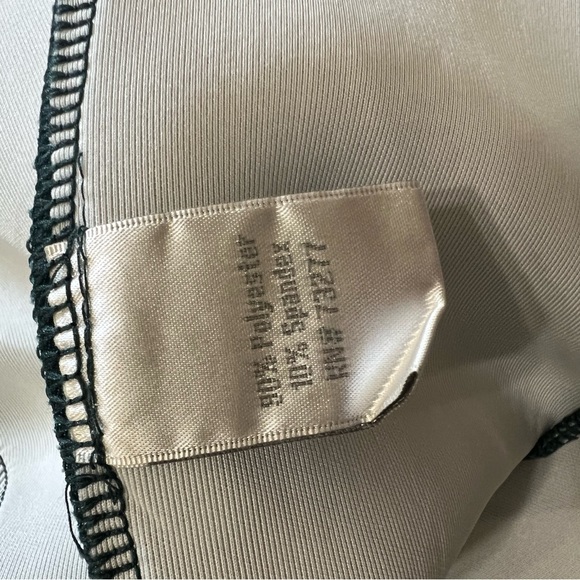 90% Polyester
10% Spandex
RN# 73277